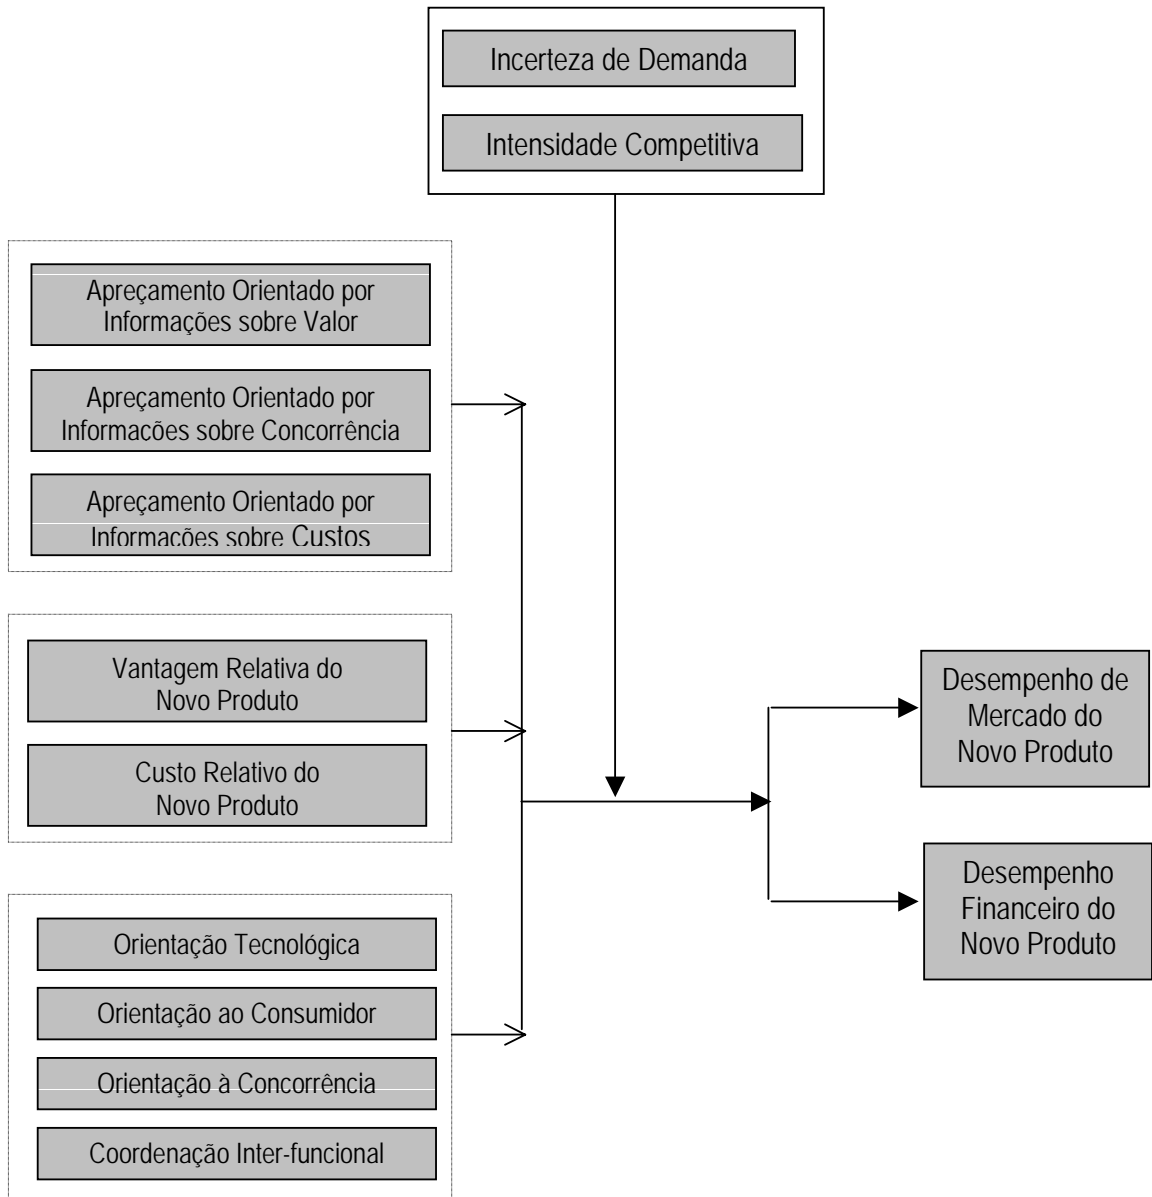 Incerteza de Demanda
Intensidade Competitiva
Apreçamento Orientado por
Informações sobre Valor
Apreçamento Orientado por
Informacões sobre Concorrência
Apreçamento Orientado por
Informacões sobre Custos
Vantagem Relativa do
Novo Produto
Custo Relativo do
Novo Produto
Orientação Tecnológica
Orientação ao Consumidor
Orientação à Concorrência
Coordenação Inter-funcional
Desempenho de
Mercado do
Novo Produto
Desempenho
Financeiro do
Novo Produto